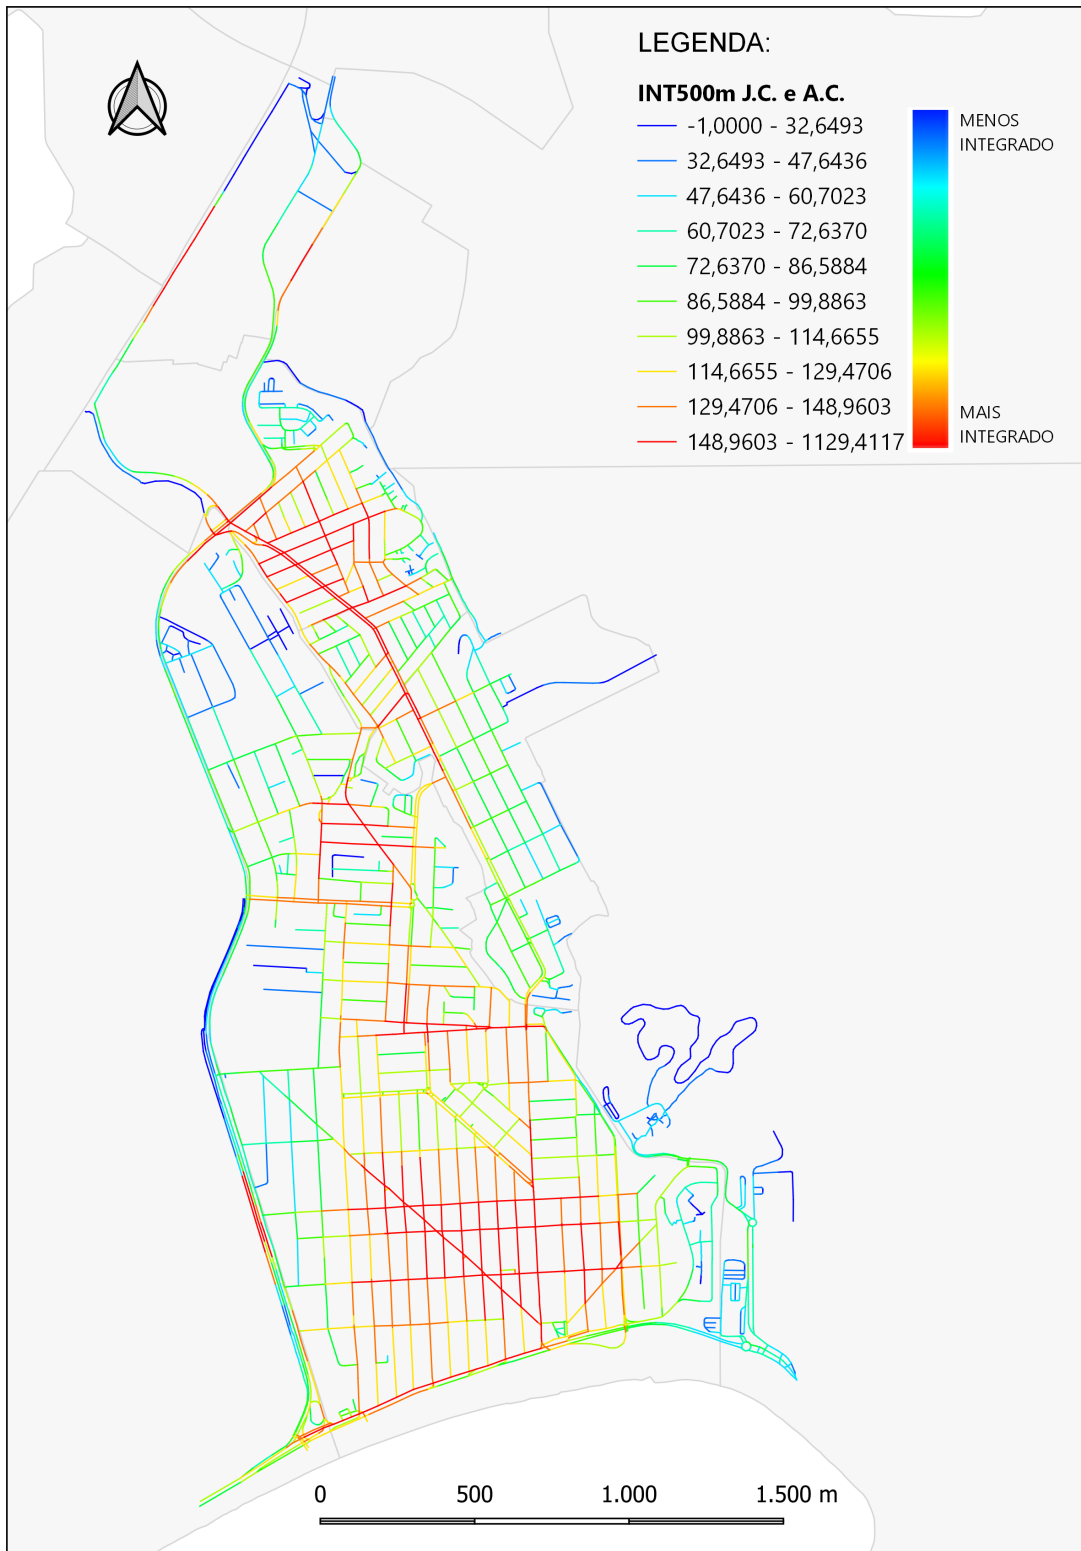 LEGENDA:
INT500m J.C. e A.C.
-1,0000 - 32,6493
32,6493 - 47,6436
47,6436 - 60,7023
60,7023 - 72,6370
72,6370 - 86,5884
86,5884 - 99,8863
99,8863 - 114,6655
114,6655 - 129,4706
129,4706 - 148,9603
148,9603 - 1129,4117
MENOS
INTEGRADO
MAIS
INTEGRADO
0 500 1.000 1.500 m